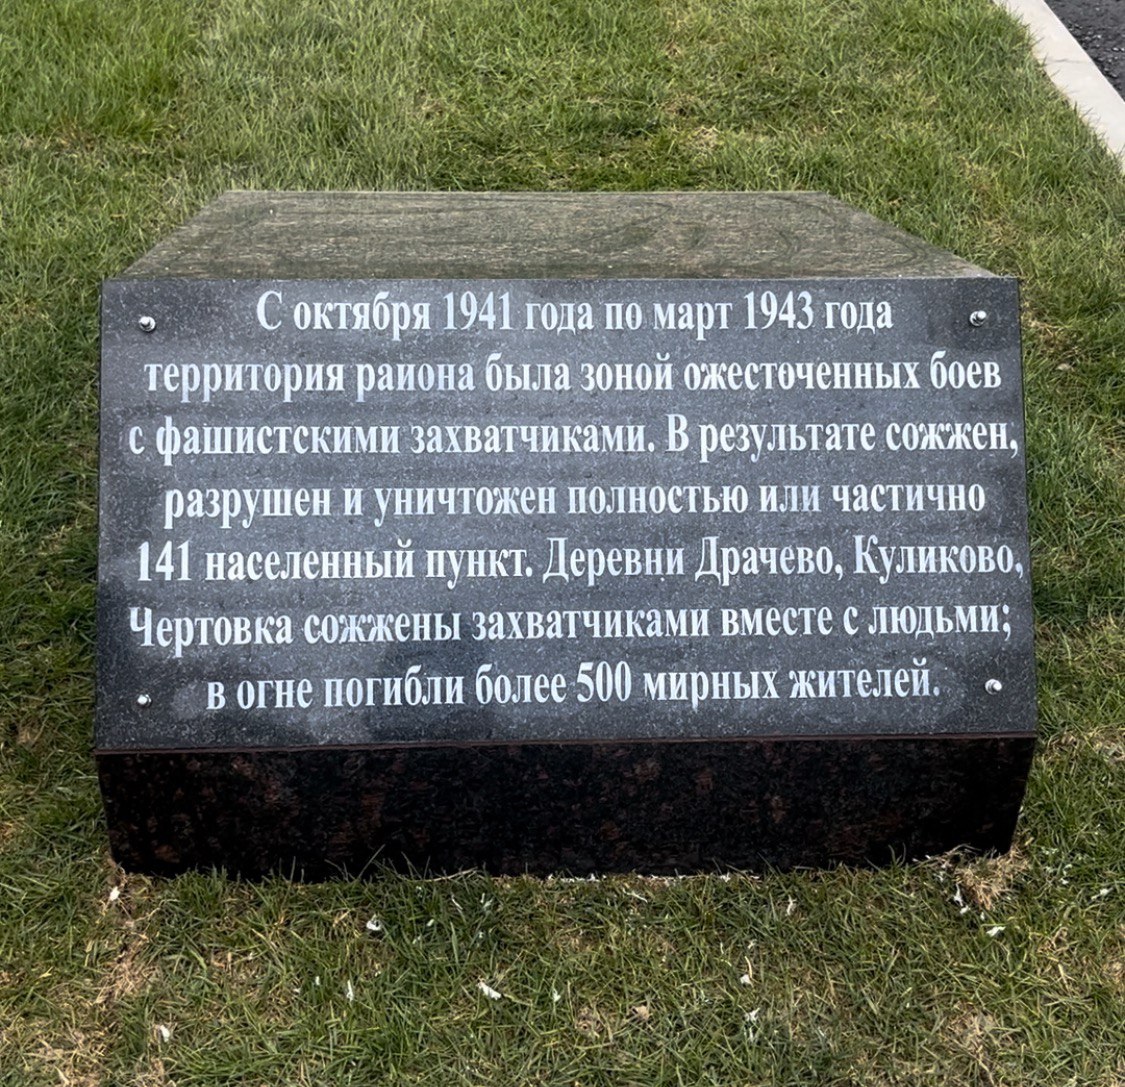 С октября 1941 года по март 1943 года
территория раиона была зоной ожесточенных боев
с фашистскими захватчиками. В результате сожжен,
разрушен и уничтожен полностью или частично
141 населенный пункт. Деревни Драчево, Куликово,
Чертовка сожжены захватчиками вместе с людьми;
в огне погибли более 500 мирных жителей.